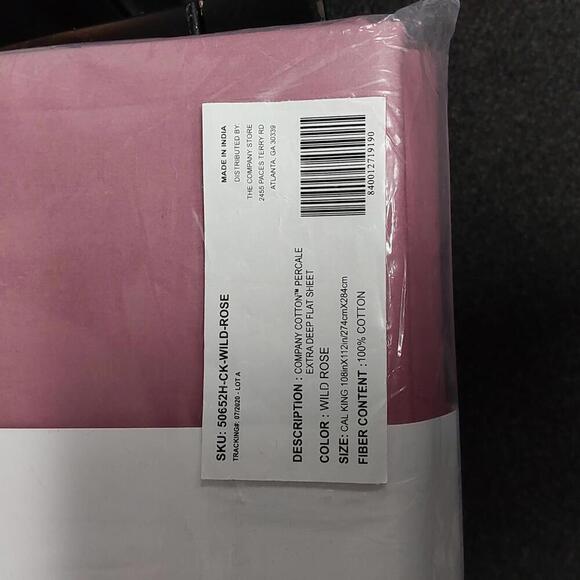 MADE IN INDIA
DISTRIBUTED BY:
THE COMPANY STORE
2455 PACES TERRY RD
ATLANTA, GA 30339
840012719190
SKU: 50652H-CK-WILD-ROSE
TRACKING#: 07/2020 - LOT A
DESCRIPTION : COMPANY COTTON™ PERCALE
EXTRA DEEP FLAT SHEET
COLOR : WILD ROSE
SIZE: CAL KING 108inX112in/274cmX284cm
FIBER CONTENT :100% COTTON